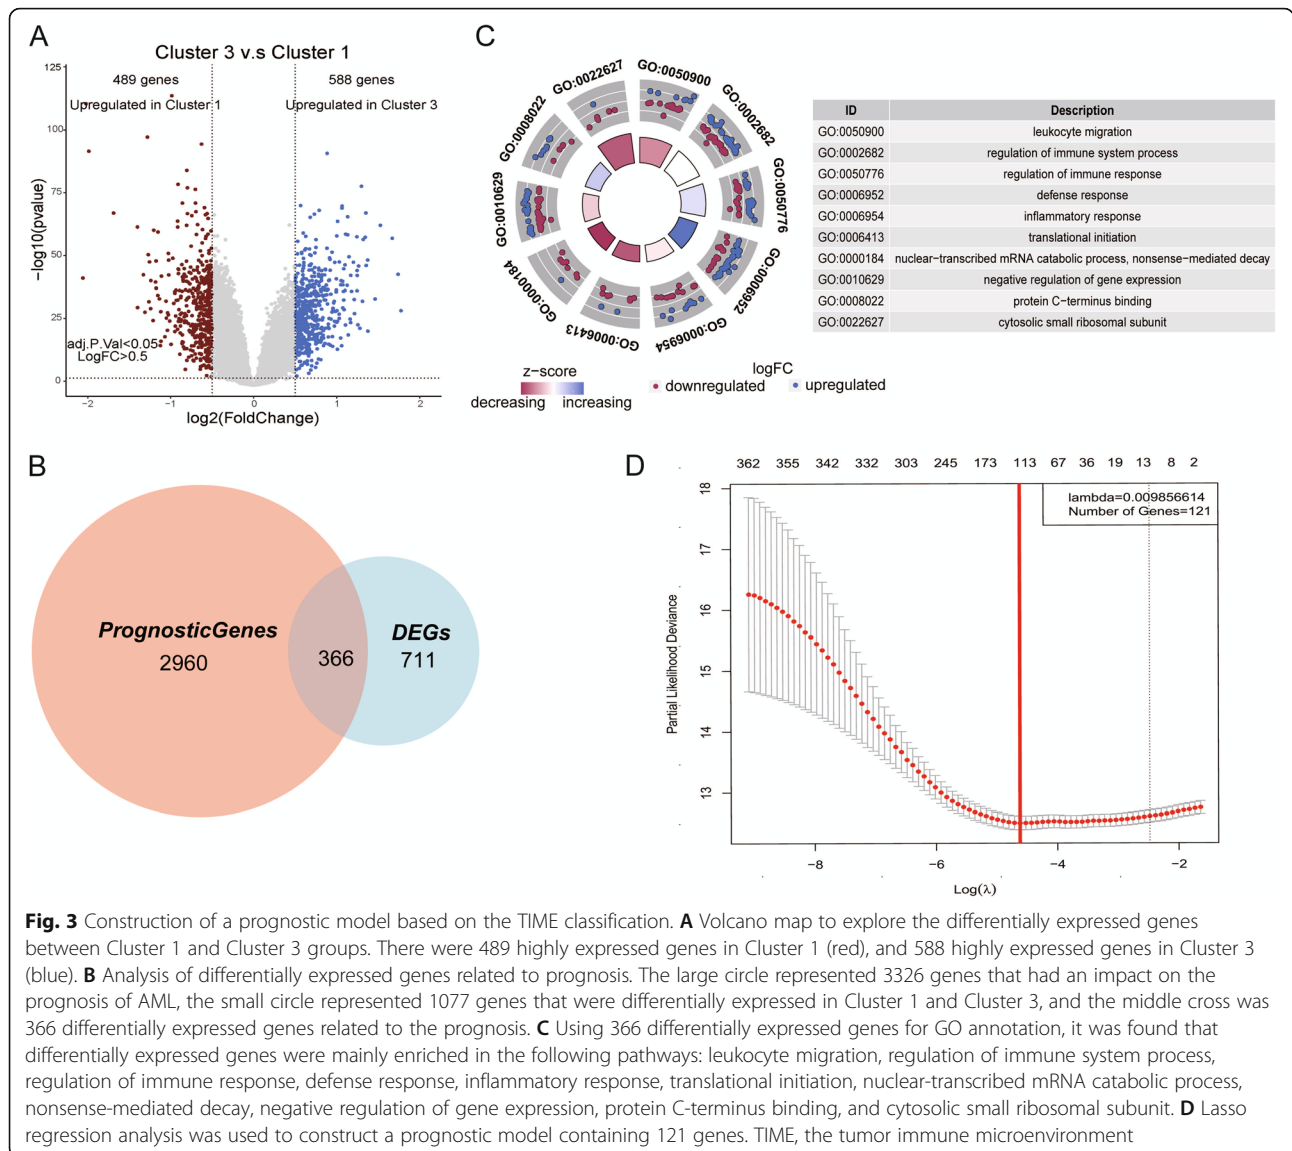 A
Cluster 3 v.s Cluster 1
489 genes
588 genes
Upregulated in Cluster 1
Upregulated in Cluster 3
125
100
75
50
25
0
−log10(pvalue)
adj.P.Val<0.05
LogFC>0.5
−2
−1
0
1
2
log2(FoldChange)
C
GO:0050900
GO:0002682
GO:0050776
GO:0006952
GO:0006954
GO:0006413
GO:0000184
GO:0010629
GO:0008022
GO:0022627
z−score
decreasing
increasing
logFC
downregulated
upregulated
ID Description
GO:0050900 leukocyte migration
GO:0002682 regulation of immune system process
GO:0050776 regulation of immune response
GO:0006952 defense response
GO:0006954 inflammatory response
GO:0006413 translational initiation
GO:0000184 nuclear−transcribed mRNA catabolic process, nonsense−mediated decay
GO:0010629 negative regulation of gene expression
GO:0008022 protein C−terminus binding
GO:0022627 cytosolic small ribosomal subunit
B
PrognosticGenes
2960
366
DEGs
711
D
362 355 342 332 303 245 173 113 67 36 19 13 8 2
lambda=0.009856614
Number of Genes=121
18
17
16
15
14
13
Partial Likelihood Deviance
−8 −6 −4 −2
Log(λ)
Fig. 3 Construction of a prognostic model based on the TIME classification. A Volcano map to explore the differentially expressed genes
between Cluster 1 and Cluster 3 groups. There were 489 highly expressed genes in Cluster 1 (red), and 588 highly expressed genes in Cluster 3
(blue). B Analysis of differentially expressed genes related to prognosis. The large circle represented 3326 genes that had an impact on the
prognosis of AML, the small circle represented 1077 genes that were differentially expressed in Cluster 1 and Cluster 3, and the middle cross was
366 differentially expressed genes related to the prognosis. C Using 366 differentially expressed genes for GO annotation, it was found that
differentially expressed genes were mainly enriched in the following pathways: leukocyte migration, regulation of immune system process,
regulation of immune response, defense response, inflammatory response, translational initiation, nuclear-transcribed mRNA catabolic process,
nonsense-mediated decay, negative regulation of gene expression, protein C-terminus binding, and cytosolic small ribosomal subunit. D Lasso
regression analysis was used to construct a prognostic model containing 121 genes. TIME, the tumor immune microenvironment